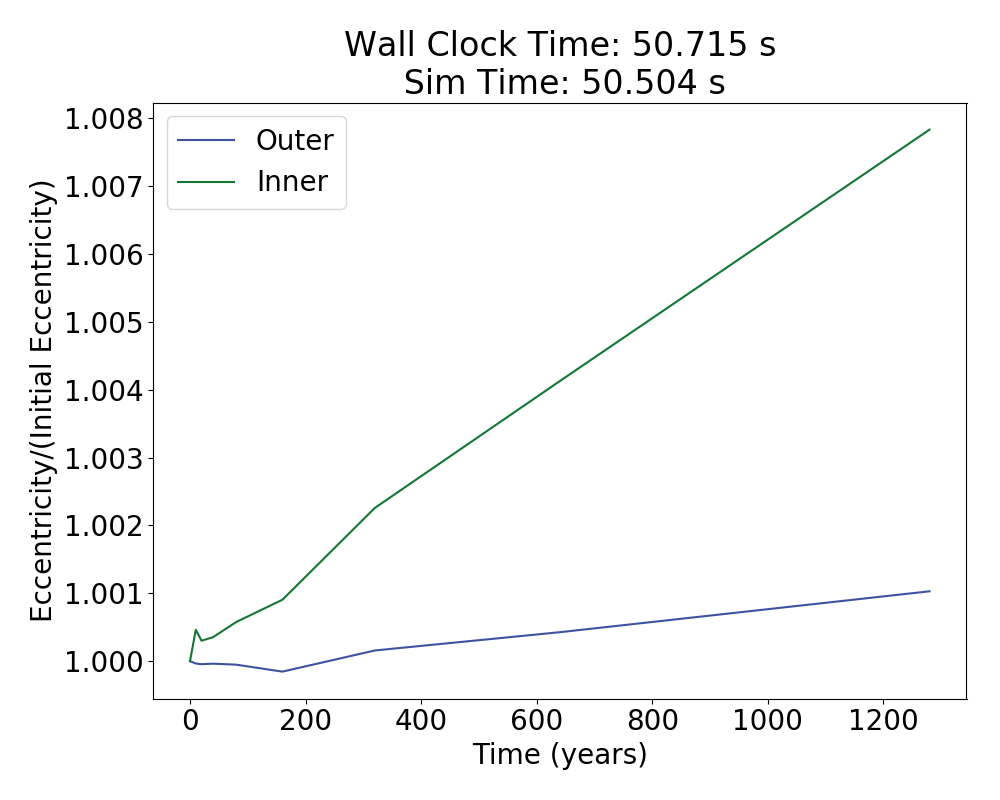 Wall Clock Time: 50.715 s
Sim Time: 50.504 s
Outer
Inner
Eccentricity/(Initial Eccentricity)
1.008
1.007
1.006
1.005
1.004
1.003
1.002
1.001
1.000
0 200 400 600 800 1000 1200
Time (years)